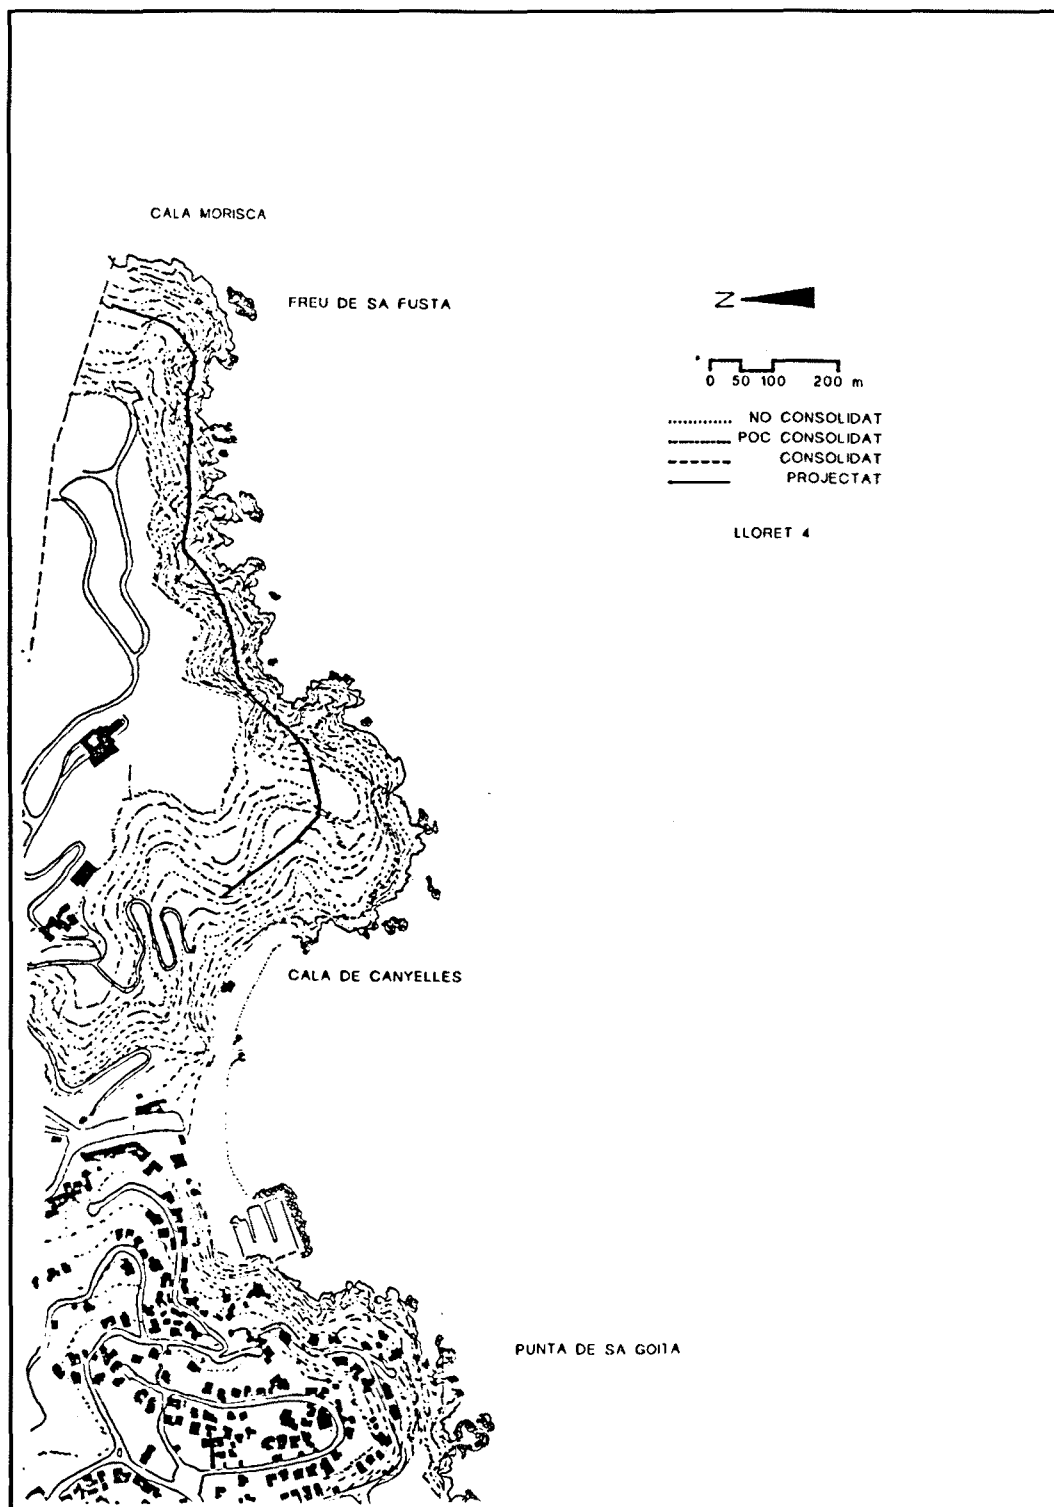 CALA MORISCA
FREU DE SA FUSTA
N
0 50 100 200 m
NO CONSOLIDAT
POC CONSOLIDAT
CONSOLIDAT
PROJECTAT
LLORET 4
CALA DE CANYELLES
PUNTA DE SA GOITA